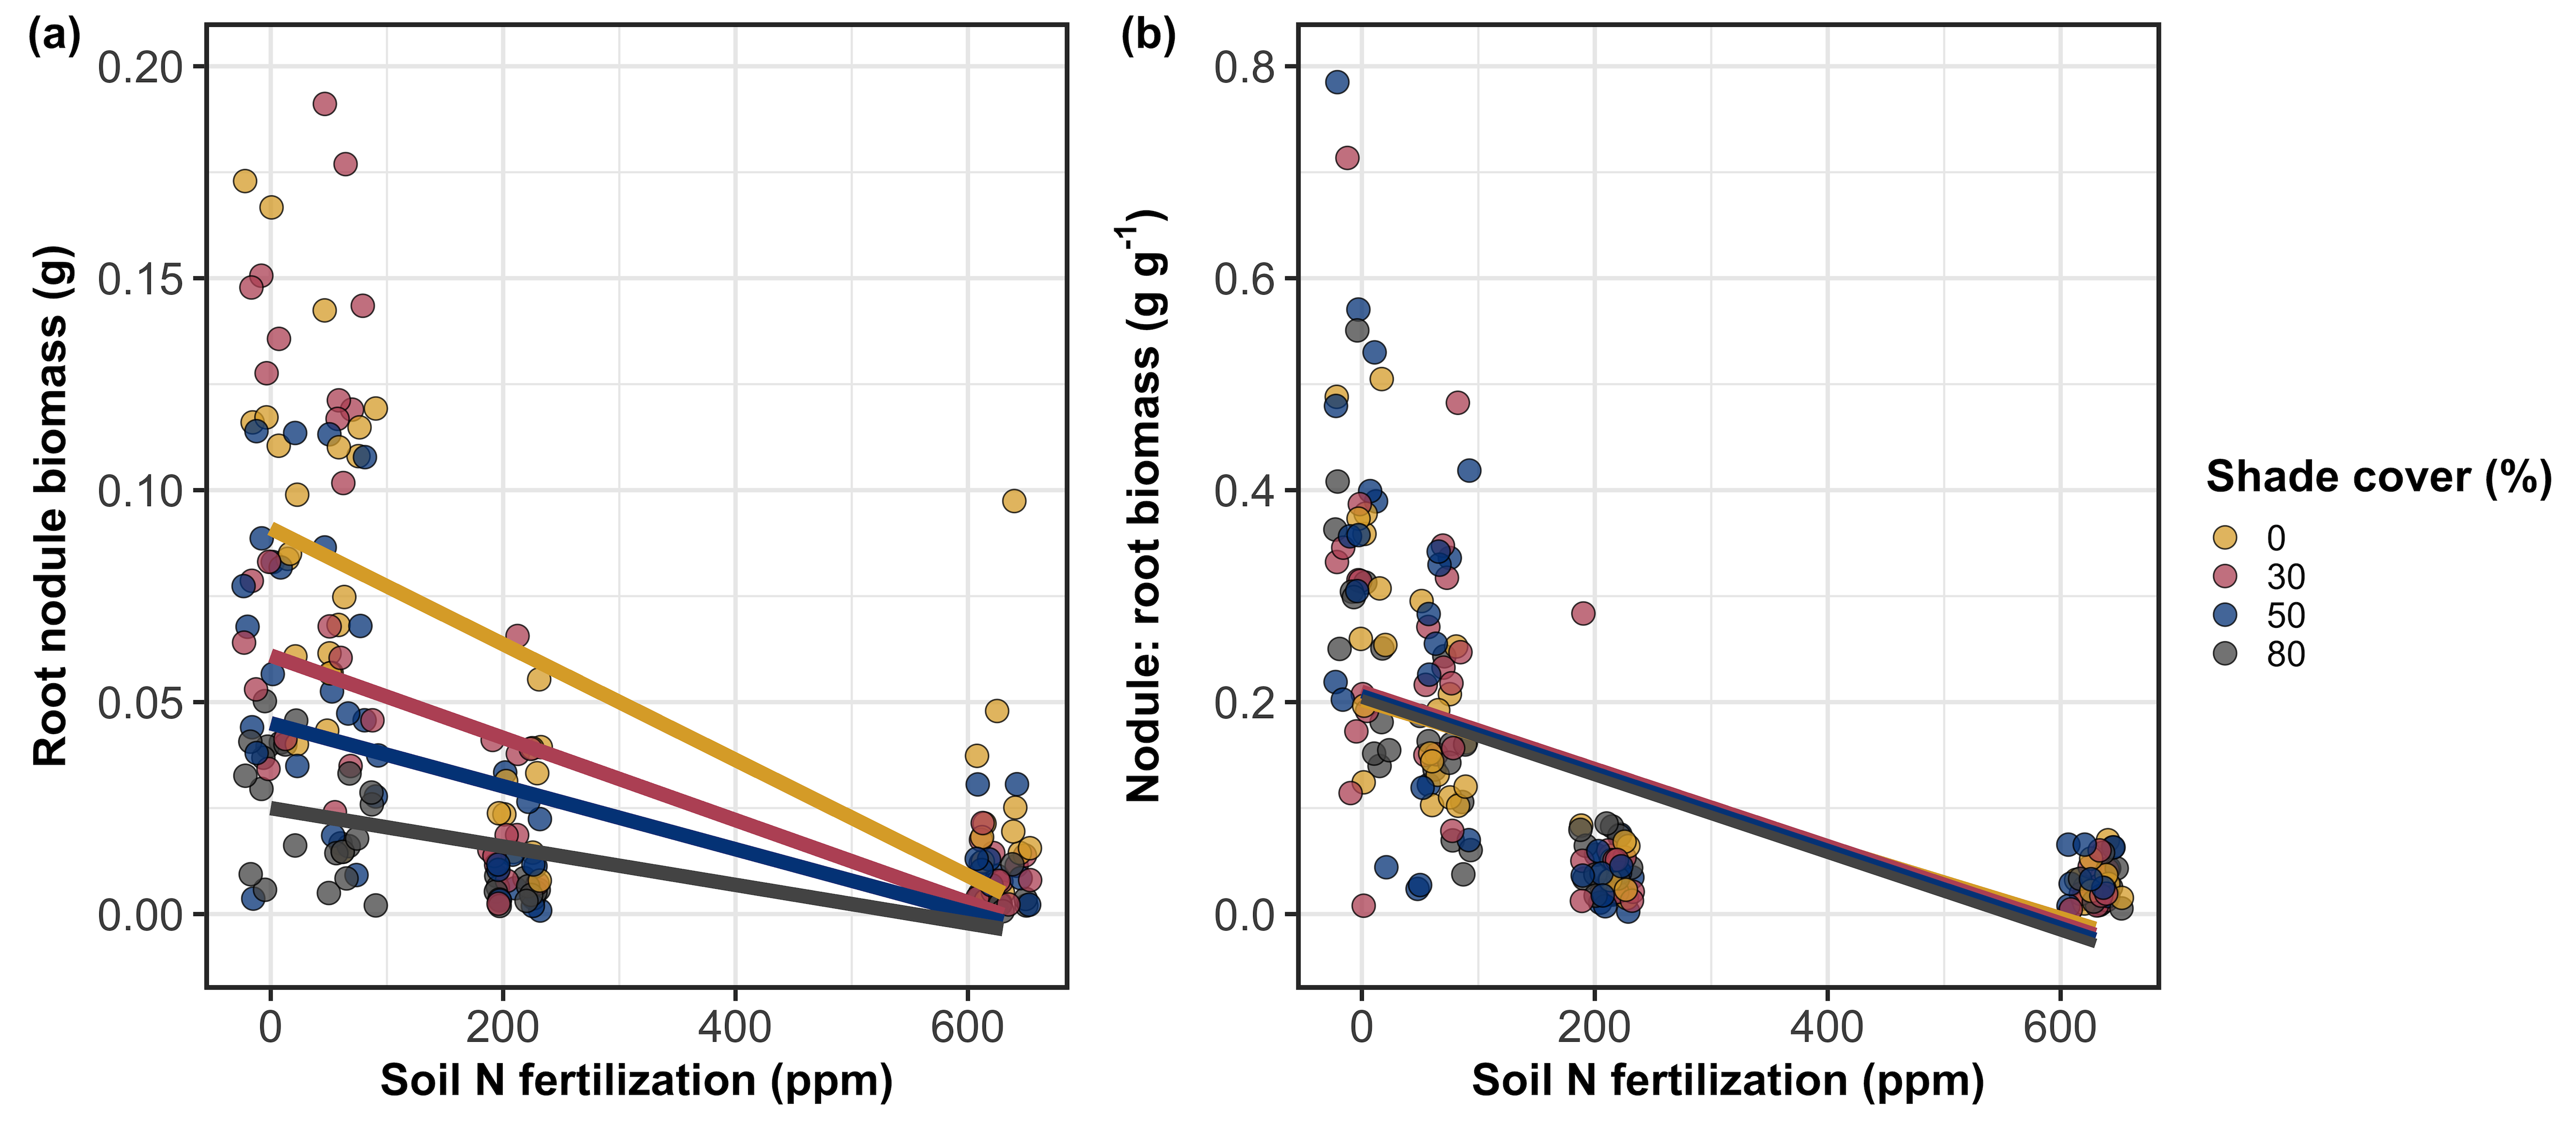 (a)
Root nodule biomass (g)
0.20
0.15
0.10
0.05
0.00
0 200 400 600
Soil N fertilization (ppm)
(b)
Nodule: root biomass (g g⁻¹)
0.8
0.6
0.4
0.2
0.0
0 200 400 600
Soil N fertilization (ppm)
Shade cover (%)
0
30
50
80